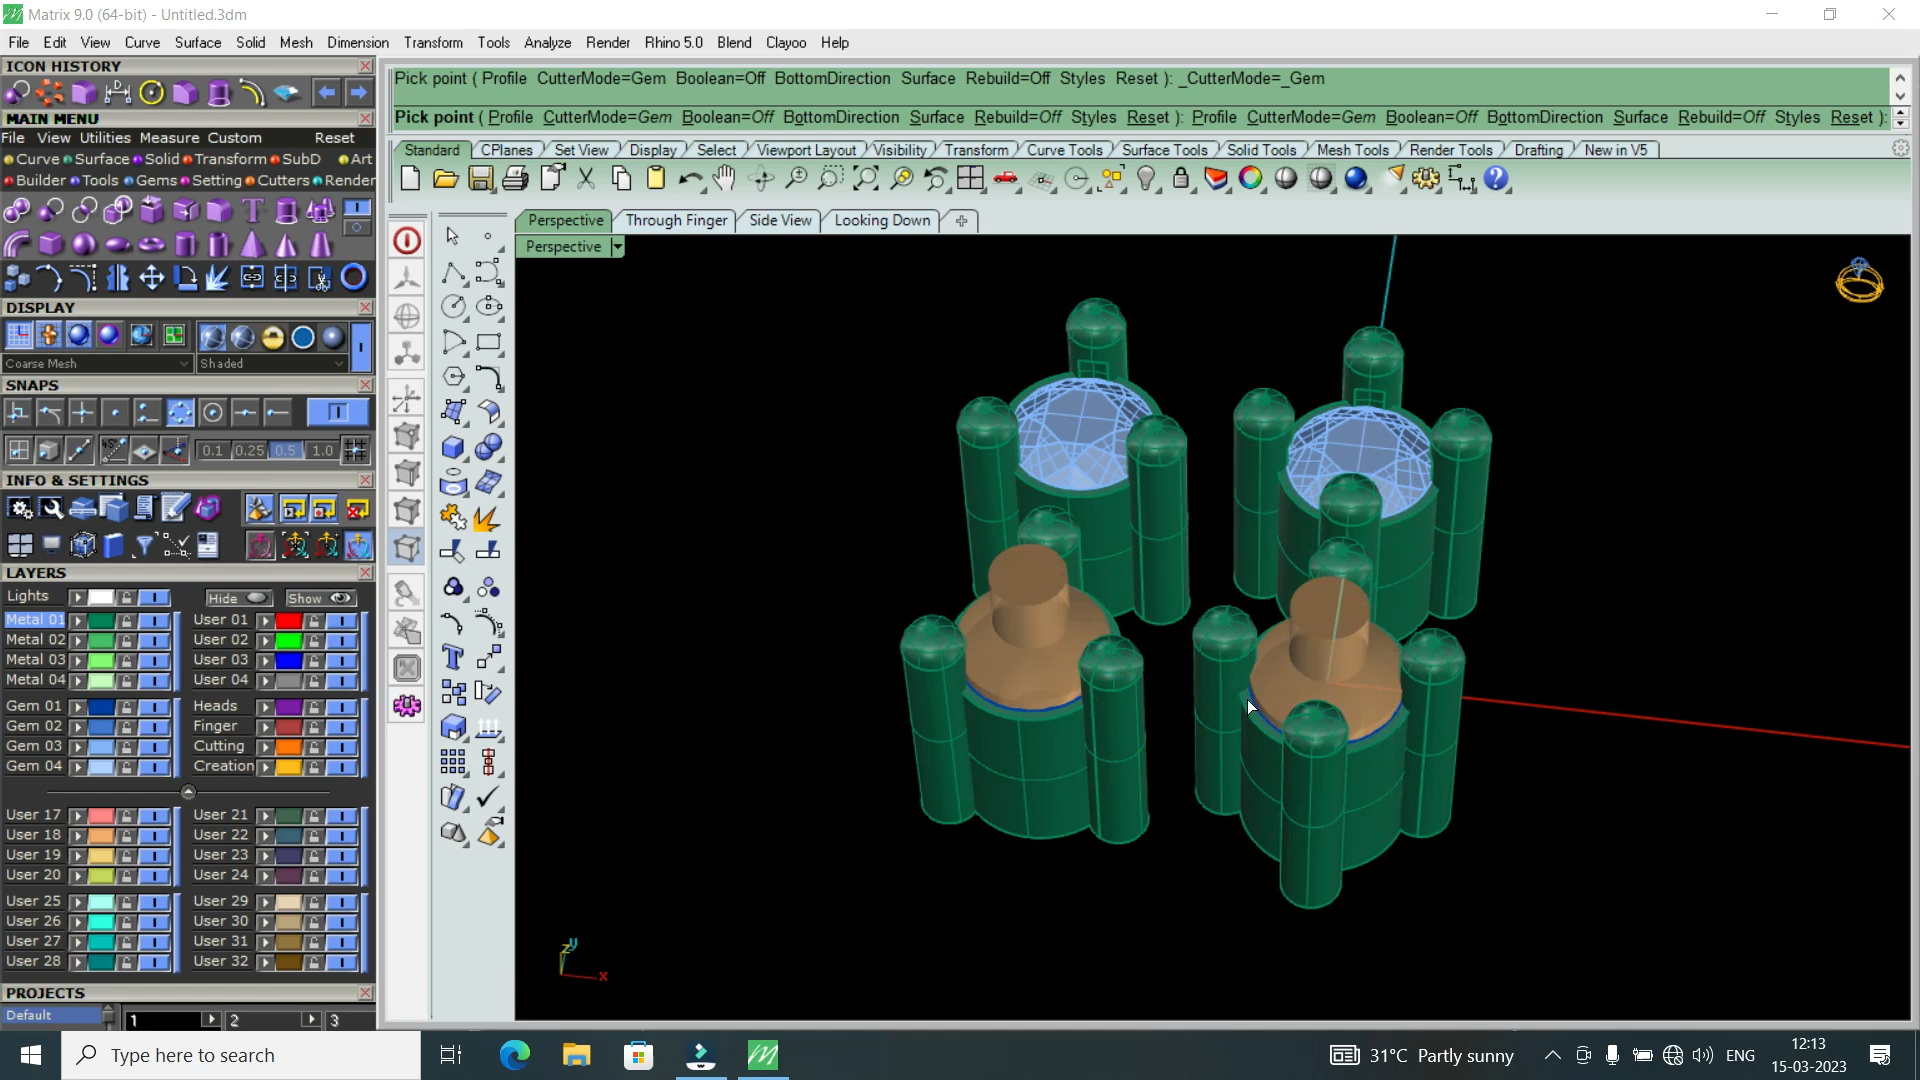 Matrix 9.0 (64-bit) - Untitled.3dm
File Edit View Curve Surface Solid Mesh Dimension Transform Tools Analyze Render Rhino 5.0 Blend Clayoo Help
ICON HISTORY
MAIN MENU
File View Utilities Measure Custom Reset
Curve Surface Solid Transform SubD Art
Builder Tools Gems Setting Cutters Render
DISPLAY
Coarse Mesh Shaded
SNAPS
0.1 0.25 0.5 1.0
INFO & SETTINGS
LAYERS
Lights Hide Show
Metal 01 User 01
Metal 02 User 02
Metal 03 User 03
Metal 04 User 04
Gem 01 Heads
Gem 02 Finger
Gem 03 Cutting
Gem 04 Creation
User 17 User 21
User 18 User 22
User 19 User 23
User 20 User 24
User 25 User 29
User 26 User 30
User 27 User 31
User 28 User 32
PROJECTS
Default 1 2 3
Pick point ( Profile CutterMode=Gem Boolean=Off BottomDirection Surface Rebuild=Off Styles Reset ): _CutterMode=_Gem
Pick point ( Profile CutterMode=Gem Boolean=Off BottomDirection Surface Rebuild=Off Styles Reset ): Profile CutterMode=Gem Boolean=Off BottomDirection Surface Rebuild=Off Styles Reset ):
Standard CPlanes Set View Display Select Viewport Layout Visibility Transform Curve Tools Surface Tools Solid Tools Mesh Tools Render Tools Drafting New in V5
Perspective Through Finger Side View Looking Down
Perspective
z y x
Type here to search
31°C Partly sunny
ENG
12:13
15-03-2023